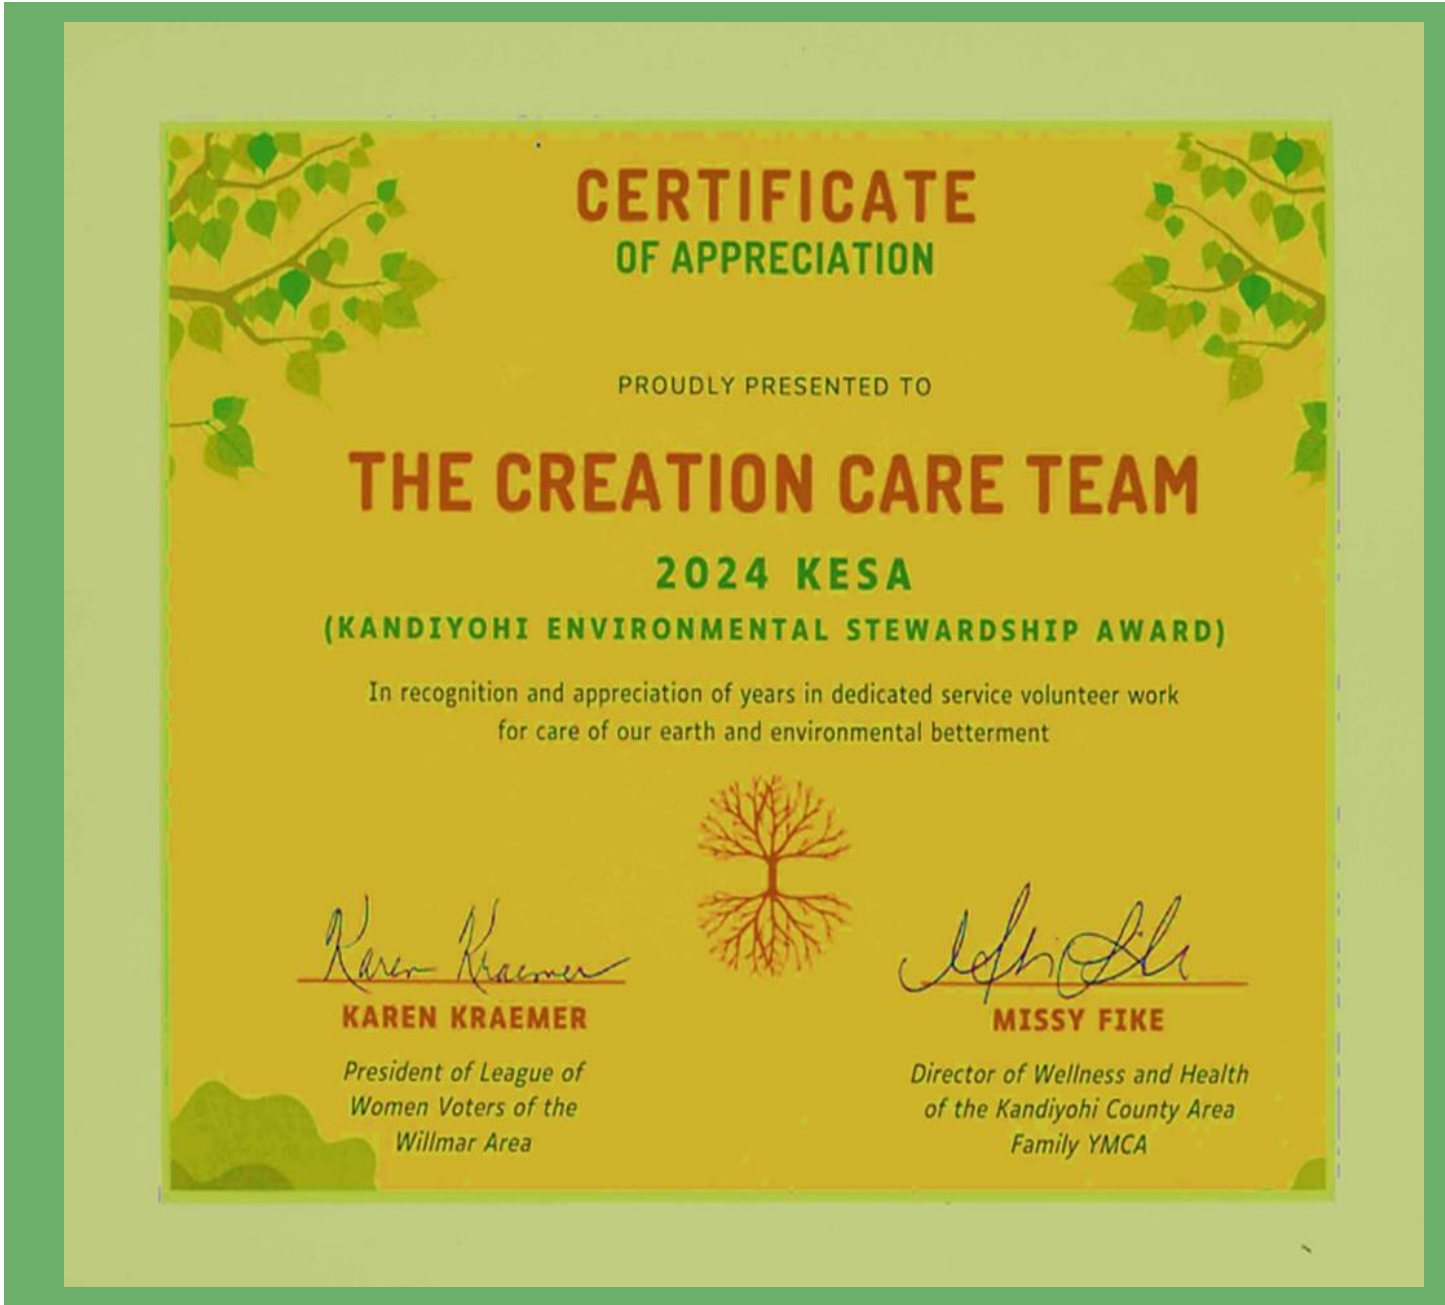 CERTIFICATE
OF APPRECIATION
PROUDLY PRESENTED TO
THE CREATION CARE TEAM
2024 KESA
(KANDIYOHI ENVIRONMENTAL STEWARDSHIP AWARD)
In recognition and appreciation of years in dedicated service volunteer work
for care of our earth and environmental betterment
Karen Kraemer
KAREN KRAEMER
President of League of
Women Voters of the
Willmar Area
MISSY FIKE
Director of Wellness and Health
of the Kandiyohi County Area
Family YMCA